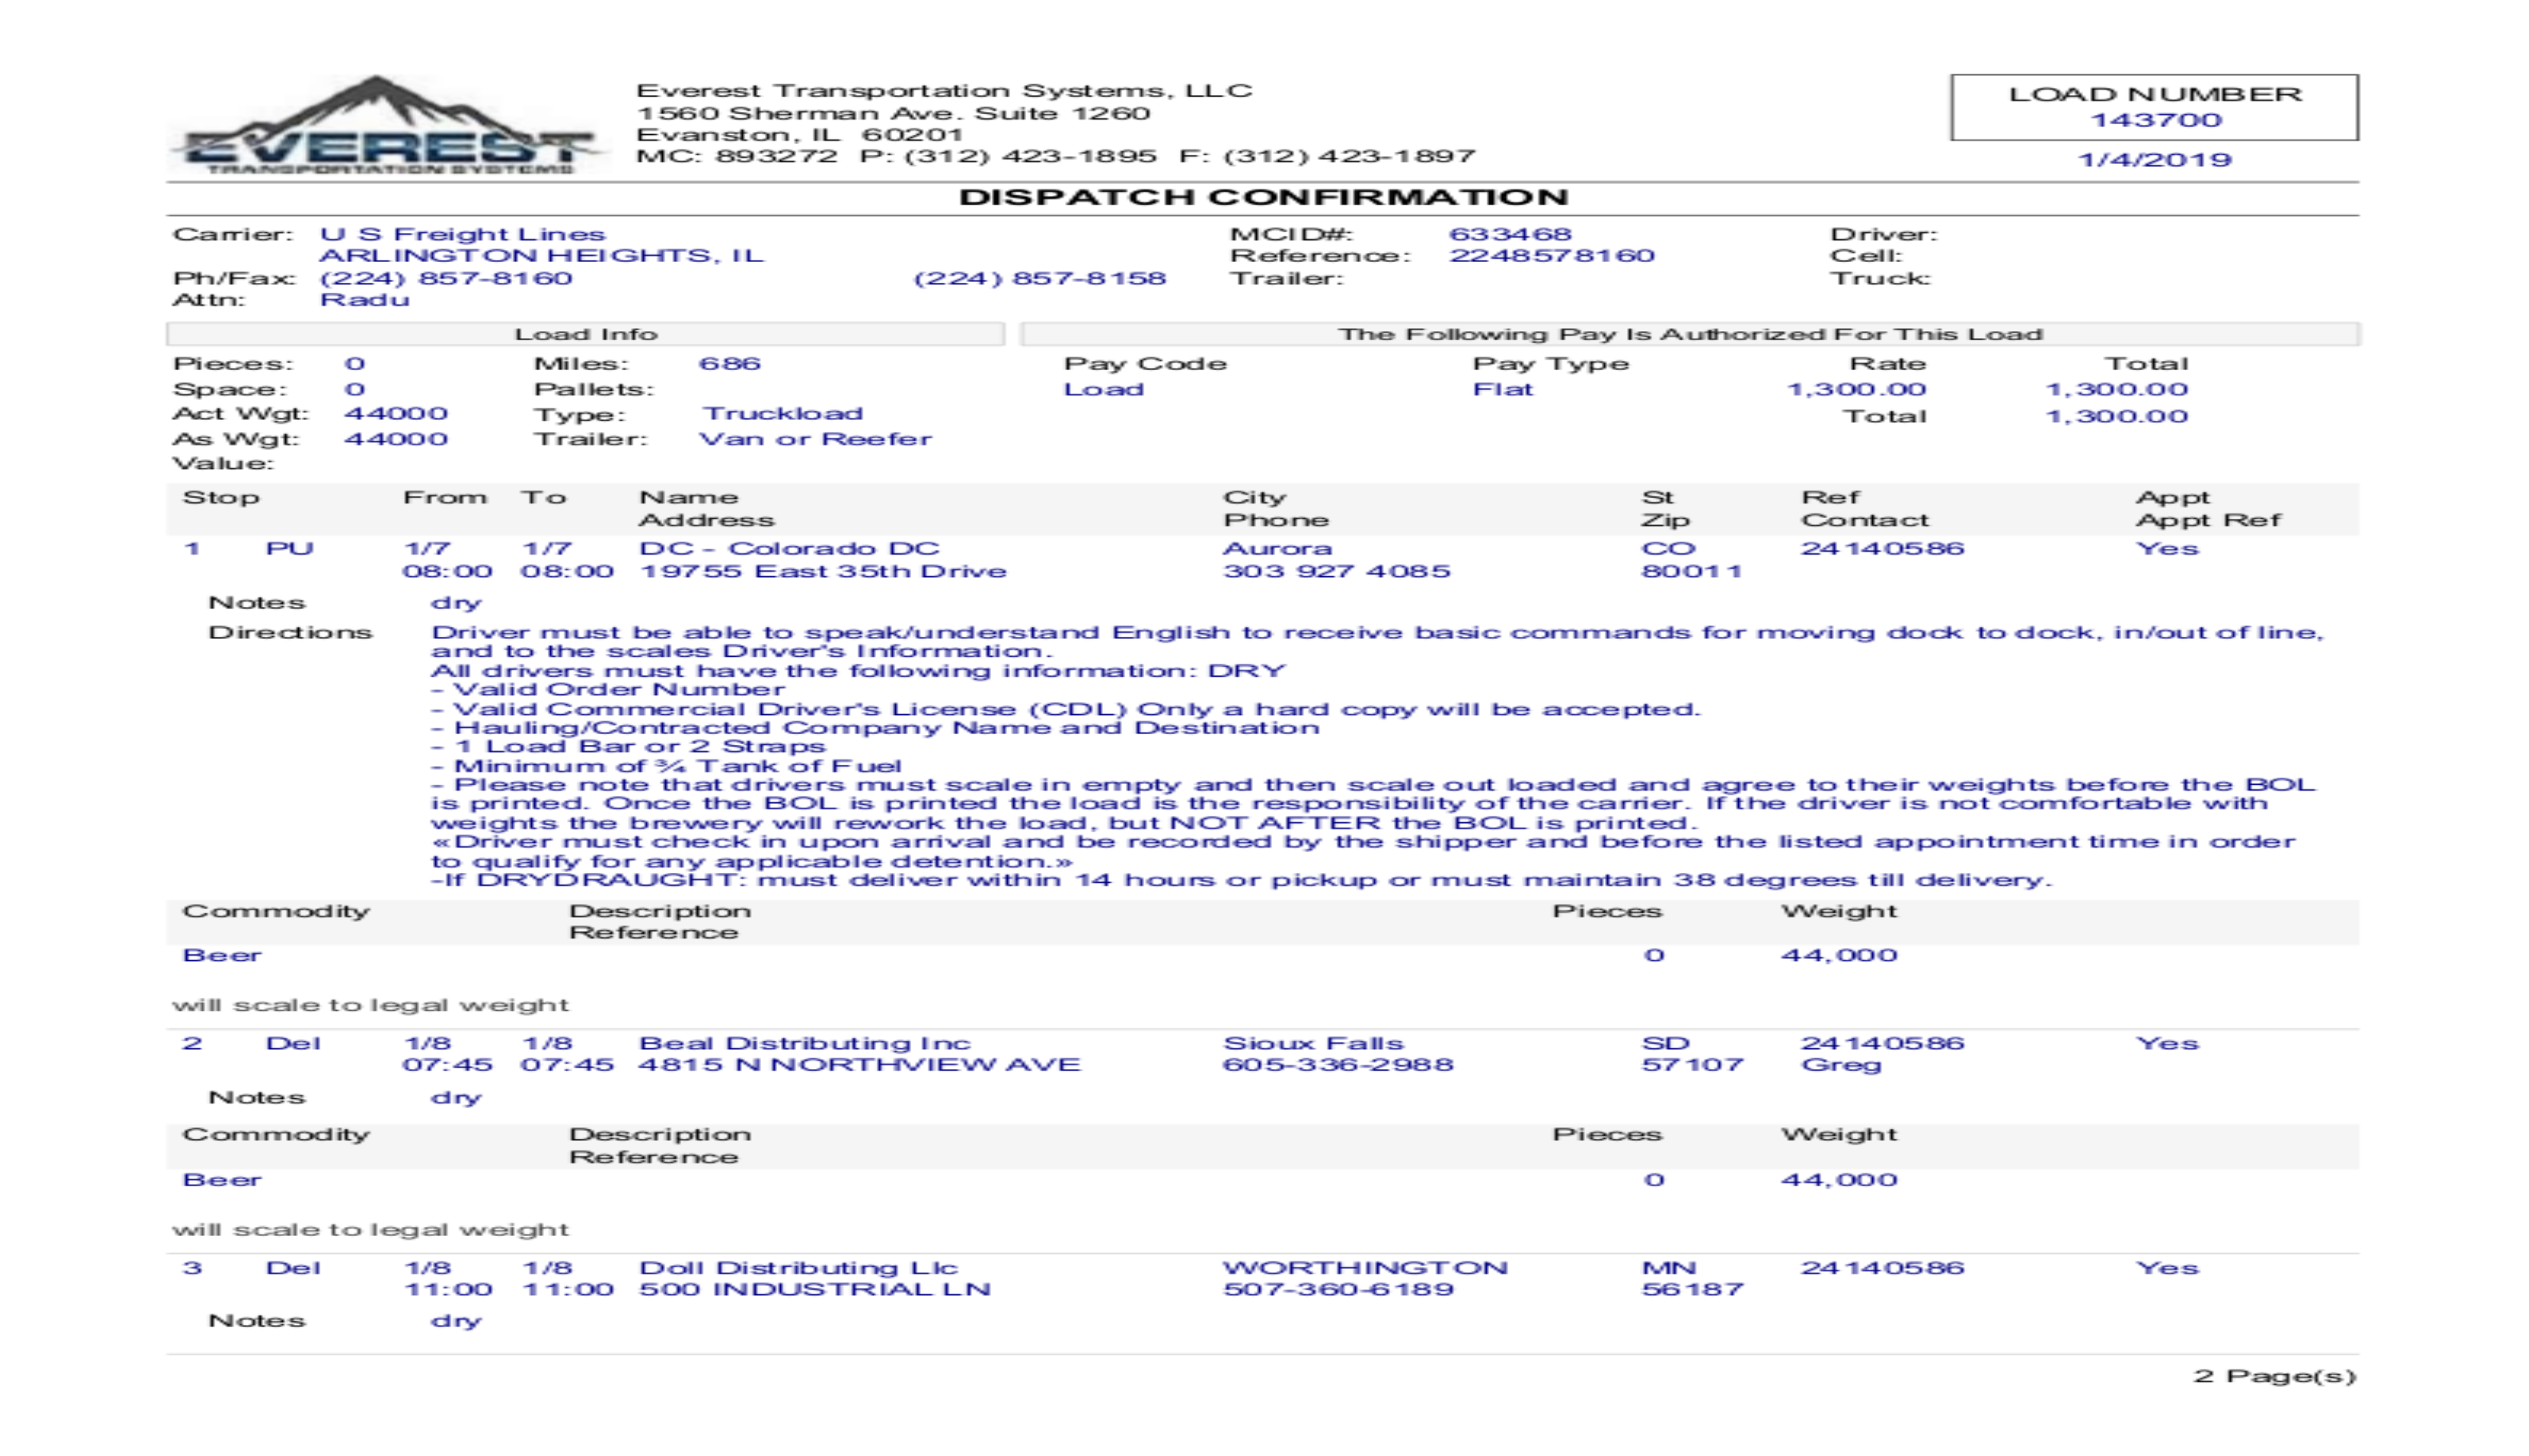 EVEREST
TRANSPORTATION SYSTEMS
Everest Transportation Systems, LLC
1560 Sherman Ave. Suite 1260
Evanston, IL 60201
MC: 893272 P: (312) 423-1895 F: (312) 423-1897
LOAD NUMBER
143700
1/4/2019
DISPATCH CONFIRMATION
Carrier: U S Freight Lines MCID#: 633468 Driver:
ARLINGTON HEIGHTS, IL Reference: 2248578160 Cell:
Ph/Fax: (224) 857-8160 (224) 857-8158 Trailer: Truck:
Attn: Radu
Load Info The Following Pay Is Authorized For This Load
Pieces: 0 Miles: 686 Pay Code Pay Type Rate Total
Space: 0 Pallets: Load Flat 1,300.00 1,300.00
Act Wgt: 44000 Type: Truckload Total 1,300.00
As Wgt: 44000 Trailer: Van or Reefer
Value:
Stop From To Name City St Ref Appt
Address Phone Zip Contact Appt Ref
1 PU 1/7 1/7 DC - Colorado DC Aurora CO 24140586 Yes
08:00 08:00 19755 East 35th Drive 303 927 4085 80011
Notes dry
Directions Driver must be able to speak/understand English to receive basic commands for moving dock to dock, in/out of line,
and to the scales Driver's Information.
All drivers must have the following information: DRY
- Valid Order Number
- Valid Commercial Driver's License (CDL) Only a hard copy will be accepted.
- Hauling/Contracted Company Name and Destination
- 1 Load Bar or 2 Straps
- Minimum of ¾ Tank of Fuel
- Please note that drivers must scale in empty and then scale out loaded and agree to their weights before the BOL
is printed. Once the BOL is printed the load is the responsibility of the carrier. If the driver is not comfortable with
weights the brewery will rework the load, but NOT AFTER the BOL is printed.
«Driver must check in upon arrival and be recorded by the shipper and before the listed appointment time in order
to qualify for any applicable detention.»
-If DRYDRAUGHT: must deliver within 14 hours or pickup or must maintain 38 degrees till delivery.
Commodity Description Pieces Weight
Reference
Beer 0 44,000
will scale to legal weight
2 Del 1/8 1/8 Beal Distributing Inc Sioux Falls SD 24140586 Yes
07:45 07:45 4815 N NORTHVIEW AVE 605-336-2988 57107 Greg
Notes dry
Commodity Description Pieces Weight
Reference
Beer 0 44,000
will scale to legal weight
3 Del 1/8 1/8 Doll Distributing Llc WORTHINGTON MN 24140586 Yes
11:00 11:00 500 INDUSTRIAL LN 507-360-6189 56187
Notes dry
2 Page(s)